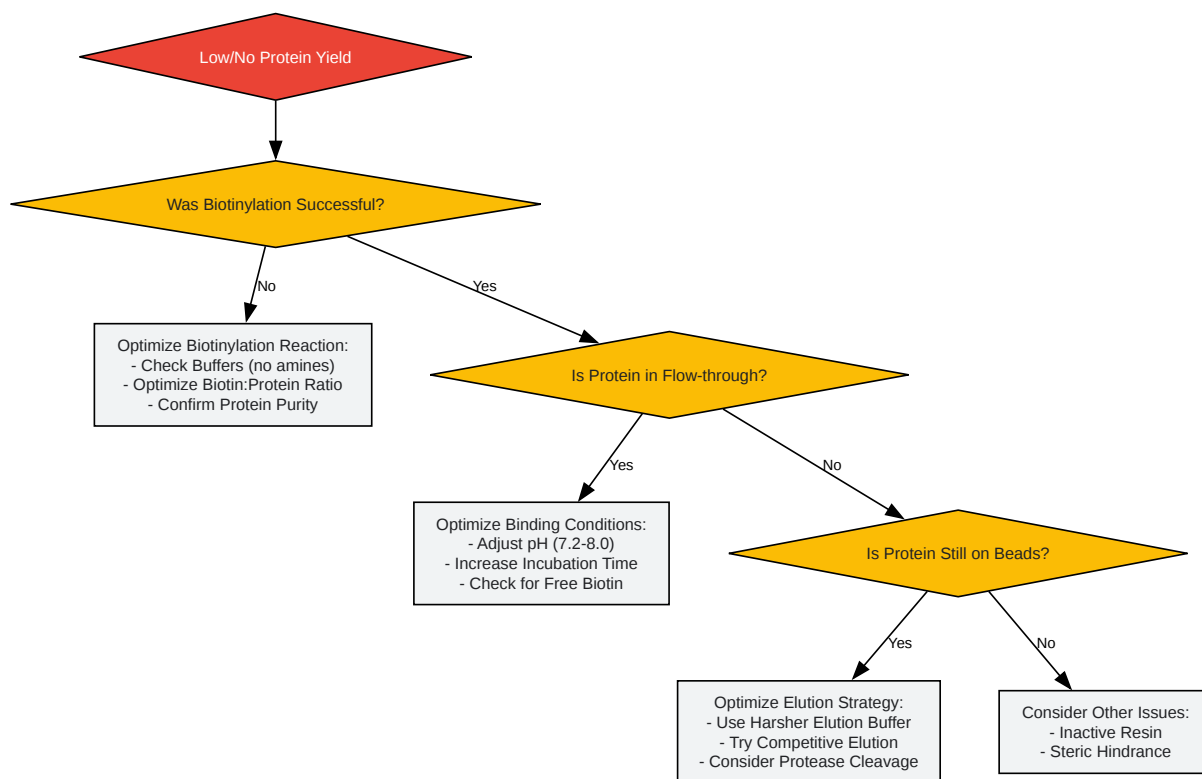 Low/No Protein Yield
Was Biotinylation Successful?
No
Yes
Optimize Biotinylation Reaction:
- Check Buffers (no amines)
- Optimize Biotin:Protein Ratio
- Confirm Protein Purity
Is Protein in Flow-through?
Yes
No
Optimize Binding Conditions:
- Adjust pH (7.2-8.0)
- Increase Incubation Time
- Check for Free Biotin
Is Protein Still on Beads?
Yes
No
Optimize Elution Strategy:
- Use Harsher Elution Buffer
- Try Competitive Elution
- Consider Protease Cleavage
Consider Other Issues:
- Inactive Resin
- Steric Hindrance